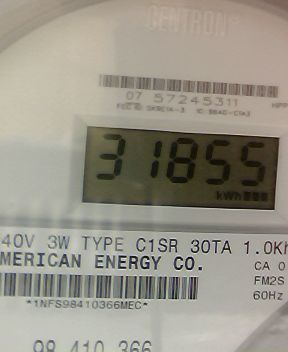 CENTRON®
07 57245311
31855
kWh
40V 3W TYPE C1SR 30TA 1.0Kh
MERICAN ENERGY CO.
CA 0
FM2S
60Hz
*1NFS98410366MEC*
98 410 366